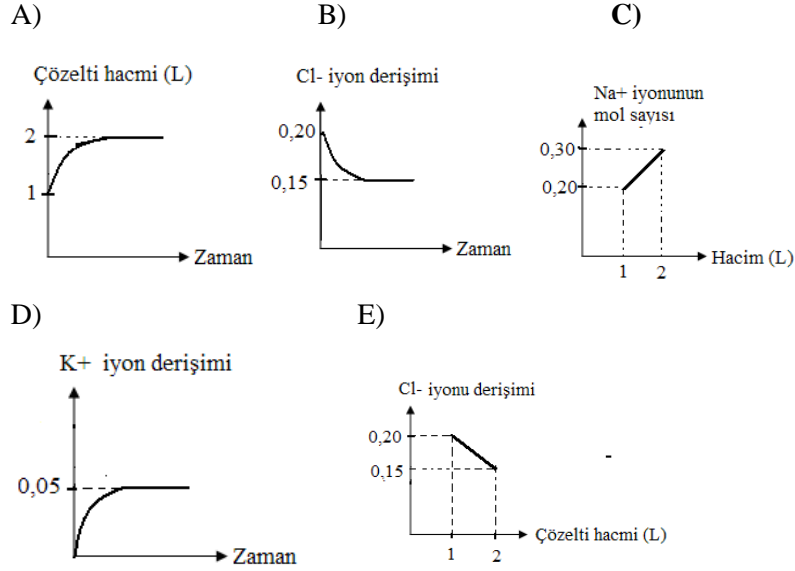 A)
Çözelti hacmi (L)
2
1
Zaman
B)
Cl- iyon derişimi
0,20
0,15
Zaman
C)
Na+ iyonunun
mol sayısı
0,30
0,20
1 2
Hacim (L)
D)
K+ iyon derişimi
0,05
Zaman
E)
Cl- iyonu derişimi
0,20
0,15
1 2
Çözelti hacmi (L)